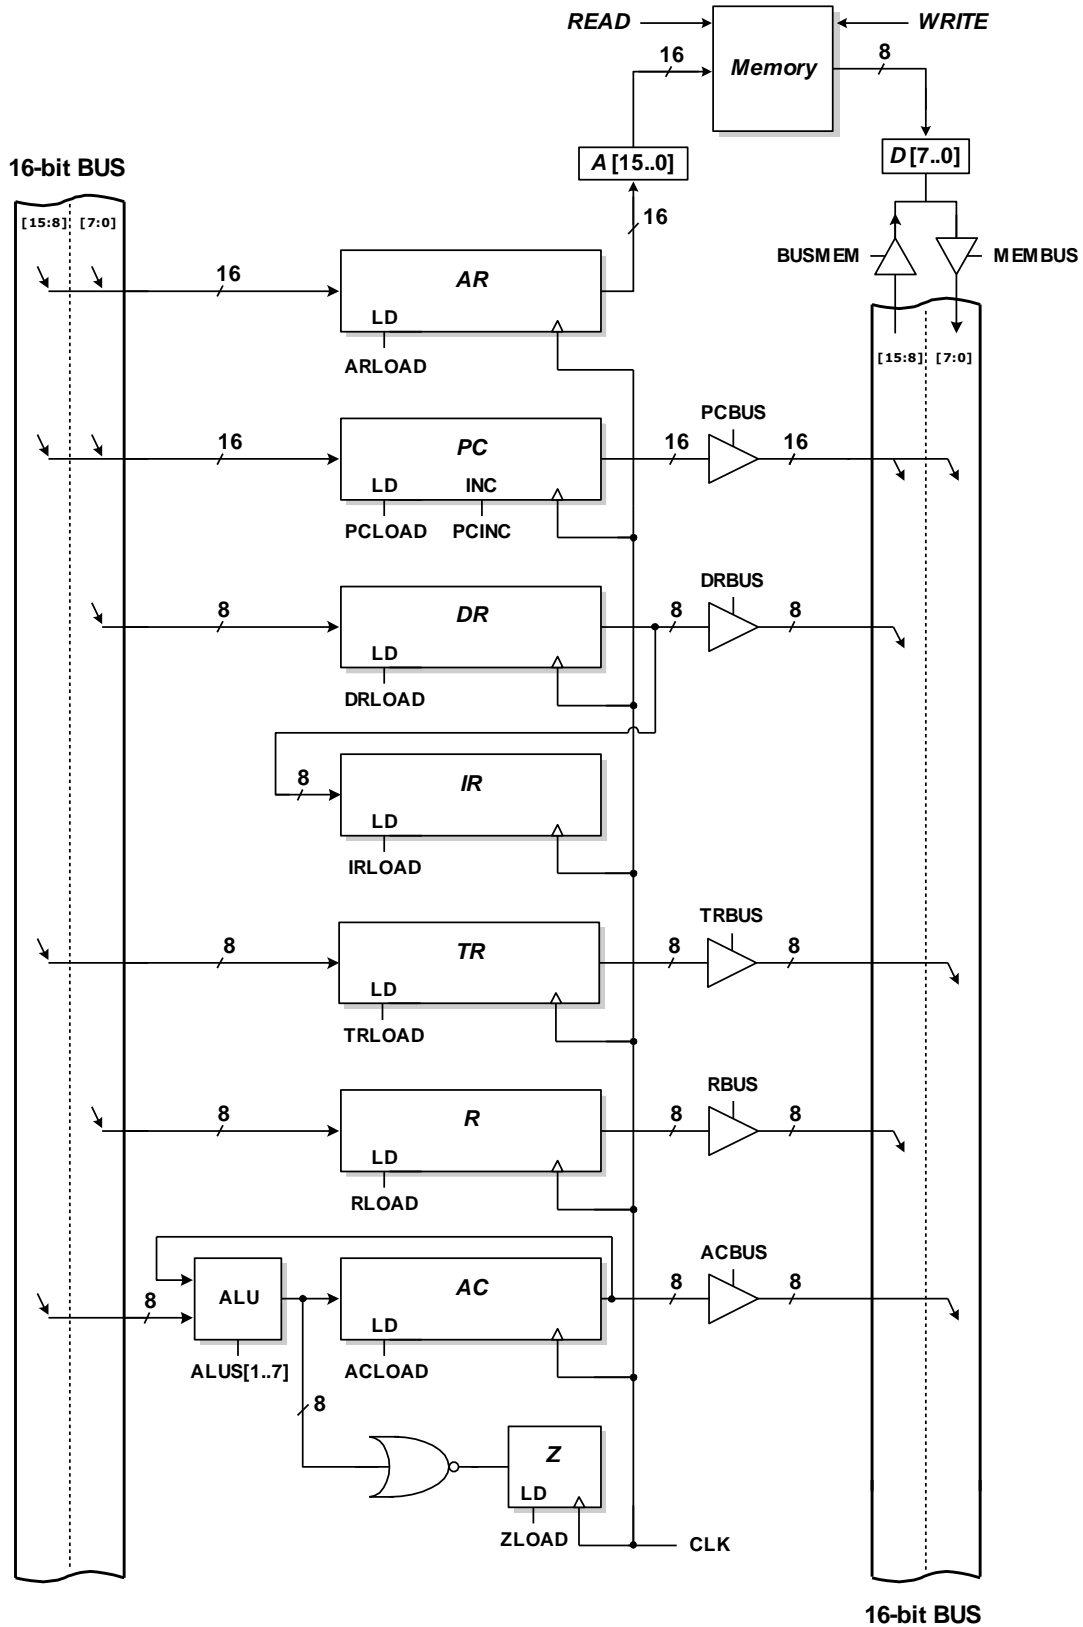 READ
WRITE
16
Memory
8
A [15..0]
D [7..0]
16-bit BUS
[15:8] [7:0]
16
BUSMEM
MEMBUS
16
AR
LD
ARLOAD
[15:8] [7:0]
PCBUS
16
PC
16
16
LD
INC
PCLOAD
PCINC
DRBUS
8
DR
8
8
LD
DRLOAD
8
IR
LD
IRLOAD
TRBUS
8
TR
8
8
LD
TRLOAD
RBUS
8
R
8
8
LD
RLOAD
ACBUS
8
ALU
AC
8
8
LD
ALUS[1..7]
ACLOAD
8
Z
LD
ZLOAD
CLK
16-bit BUS